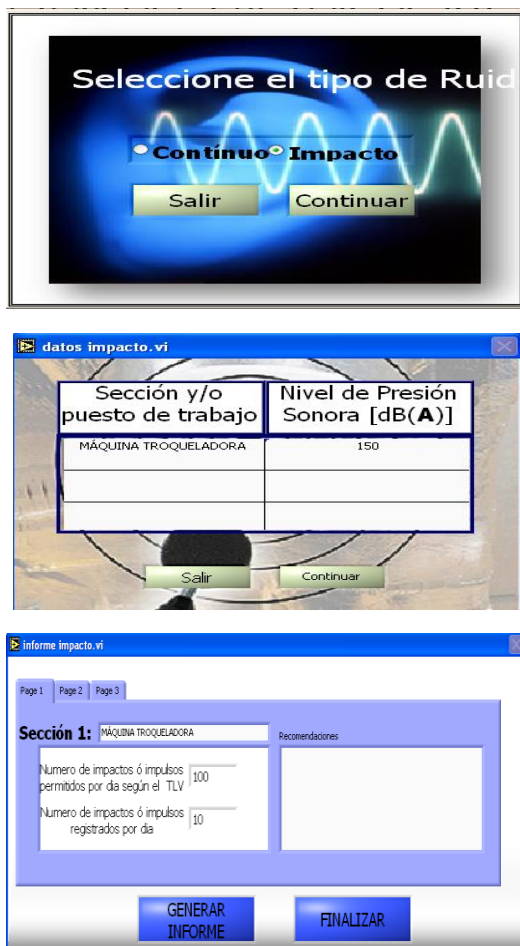 Seleccione el tipo de Ruid
Contínuo Impacto
Salir Continuar
datos impacto.vi
Sección y/o
puesto de trabajo
Nivel de Presión
Sonora [dB(A)]
MÁQUINA TROQUELADORA 150
Salir Continuar
informe impacto.vi
Page 1 Page 2 Page 3
Sección 1: MÁQUINA TROQUELADORA
Recomendaciones
Numero de impactos ó impulsos
permitidos por dia según el TLV
100
Numero de impactos ó impulsos
registrados por dia
10
GENERAR
INFORME
FINALIZAR